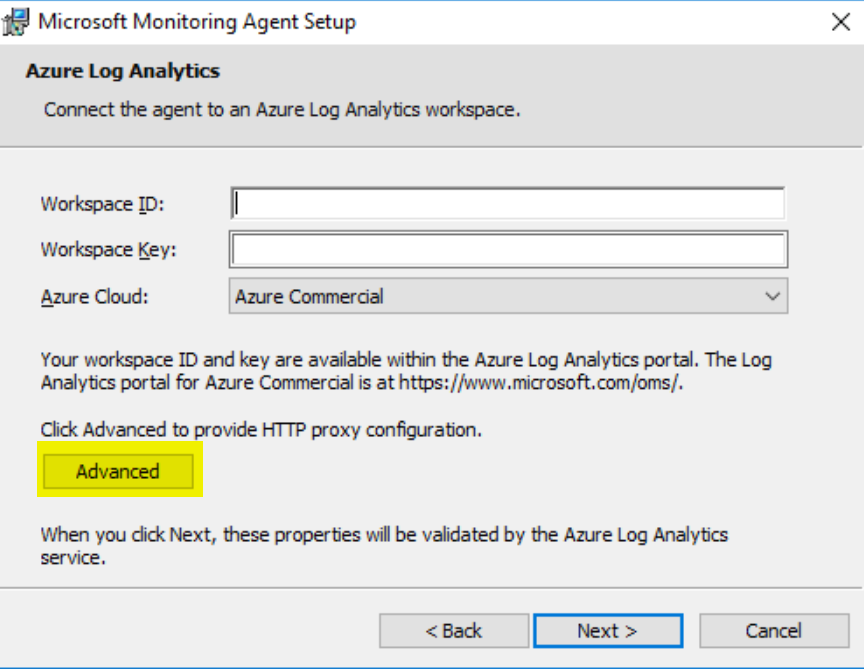 Microsoft Monitoring Agent Setup
Azure Log Analytics
Connect the agent to an Azure Log Analytics workspace.
Workspace ID:
Workspace Key:
Azure Cloud: Azure Commercial
Your workspace ID and key are available within the Azure Log Analytics portal. The Log
Analytics portal for Azure Commercial is at https://www.microsoft.com/oms/.
Click Advanced to provide HTTP proxy configuration.
Advanced
When you click Next, these properties will be validated by the Azure Log Analytics
service.
< Back Next > Cancel